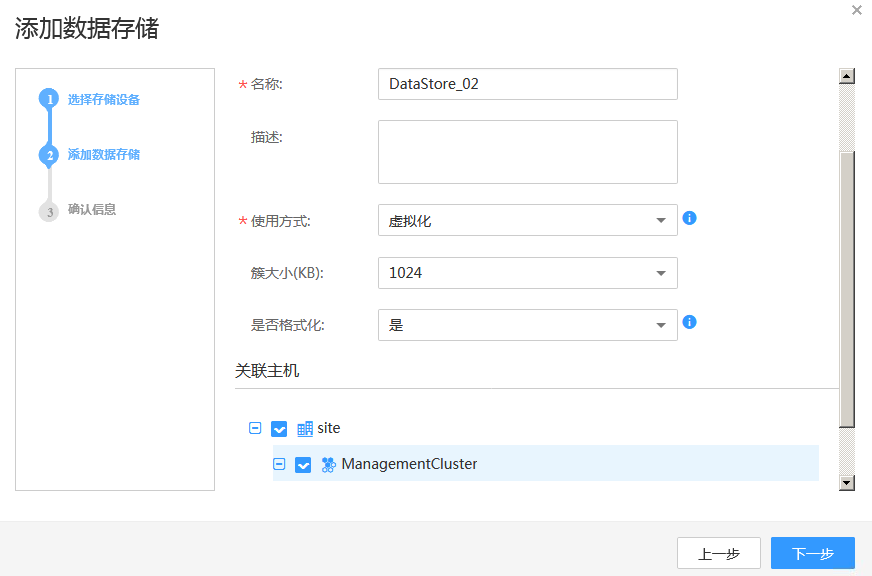 添加数据存储
1 选择存储设备
2 添加数据存储
3 确认信息
* 名称: DataStore_02
描述:
* 使用方式: 虚拟化
簇大小(KB): 1024
是否格式化: 是
关联主机
site
ManagementCluster
上一步 下一步